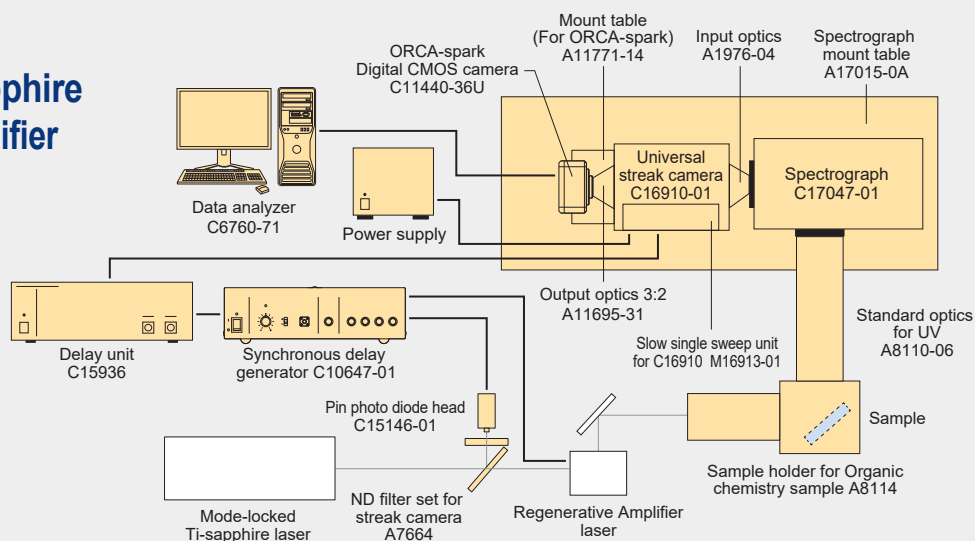 Mount table
(For ORCA-spark)
A11771-14
Input optics
A1976-04
Spectrograph
mount table
A17015-0A
ORCA-spark
Digital CMOS camera
C11440-36U
Universal
streak camera
C16910-01
Spectrograph
C17047-01
Data analyzer
C6760-71
Power supply
Output optics 3:2
A11695-31
Slow single sweep unit
for C16910 M16913-01
Standard optics
for UV
A8110-06
Delay unit
C15936
Synchronous delay
generator C10647-01
Pin photo diode head
C15146-01
Sample
Sample holder for Organic
chemistry sample A8114
ND filter set for
streak camera
A7664
Regenerative Amplifier
laser
Mode-locked
Ti-sapphire laser